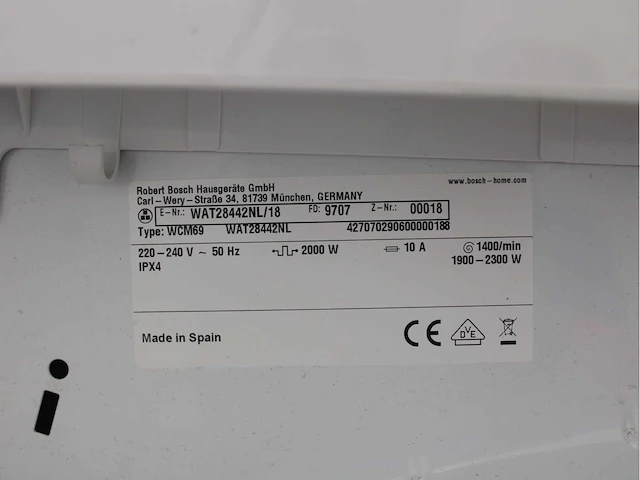 Robert Bosch Hausgeräte GmbH
www.bosch-home.com
Carl-Wery-Straße 34, 81739 München, GERMANY
E-Nr.: WAT28442NL/18 FD: 9707 Z-Nr.: 00018
Type: WCM69 WAT28442NL 427070290600000188
220-240 V ~ 50 Hz 2000 W 10 A 1400/min
IPX4 1900-2300 W
Made in Spain CE DVE